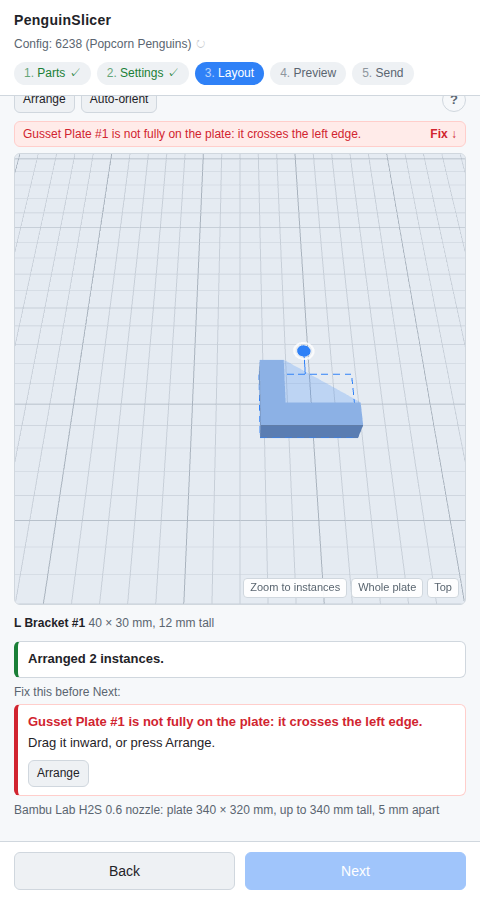 PenguinSlicer
Config: 6238 (Popcorn Penguins) ↻
1. Parts ✓ 2. Settings ✓ 3. Layout 4. Preview 5. Send
Arrange Auto-orient ?
Gusset Plate #1 is not fully on the plate: it crosses the left edge. Fix ↓
Zoom to instances Whole plate Top
L Bracket #1 40 × 30 mm, 12 mm tall
Arranged 2 instances.
Fix this before Next:
Gusset Plate #1 is not fully on the plate: it crosses the left edge.
Drag it inward, or press Arrange.
Arrange
Bambu Lab H2S 0.6 nozzle: plate 340 × 320 mm, up to 340 mm tall, 5 mm apart
Back Next